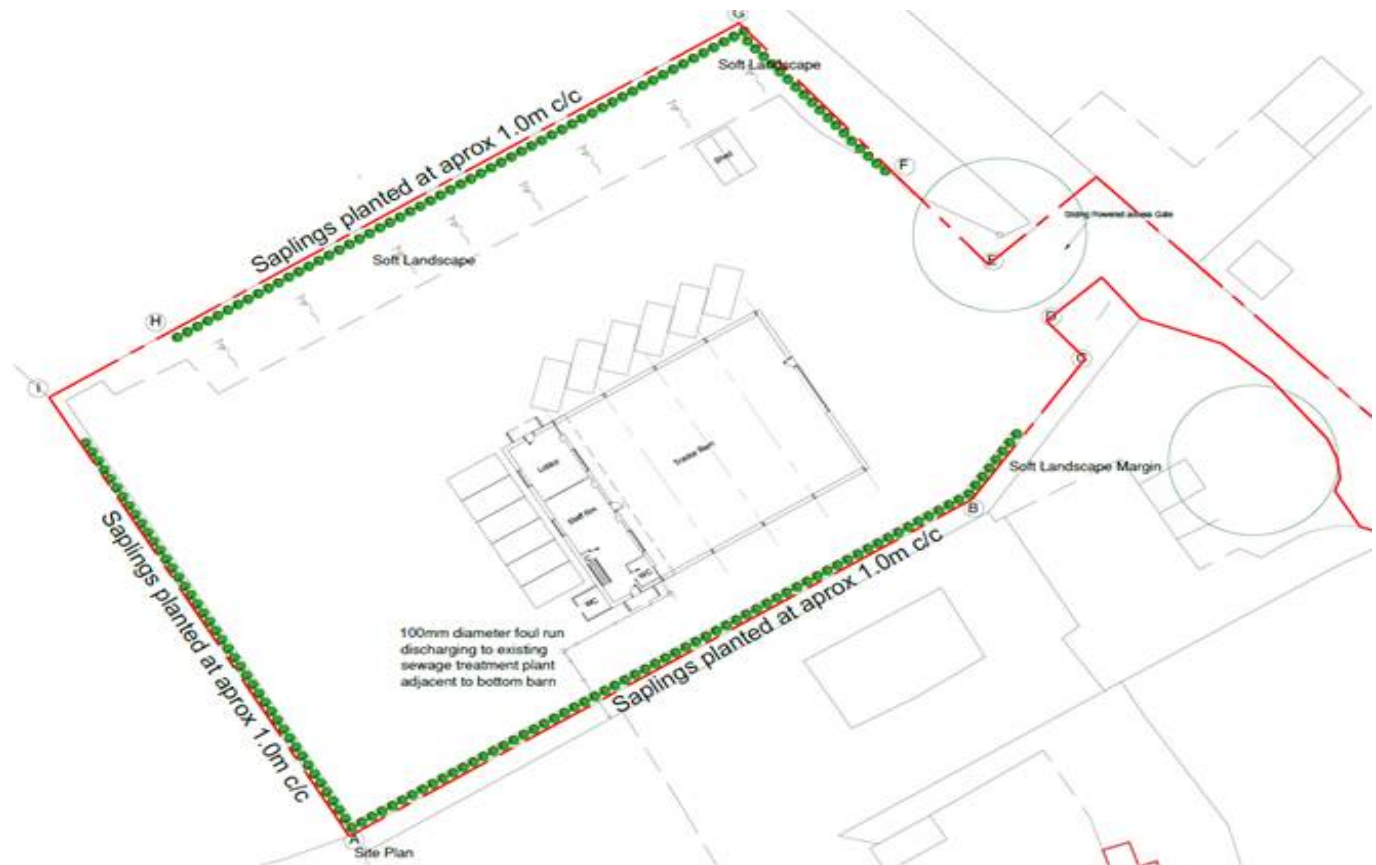 G
Soft Landscape
Saplings planted at aprox 1.0m c/c
Shed
F
Sliding Powered access Gate
E
Soft Landscape
H
D
C
I
Tractor Barn
Lobby
Staff Rm
Soft Landscape Margin
B
WC
WC
Saplings planted at aprox 1.0m c/c
100mm diameter foul run
discharging to existing
sewage treatment plant
adjacent to bottom barn
Saplings planted at aprox 1.0m c/c
A
Site Plan